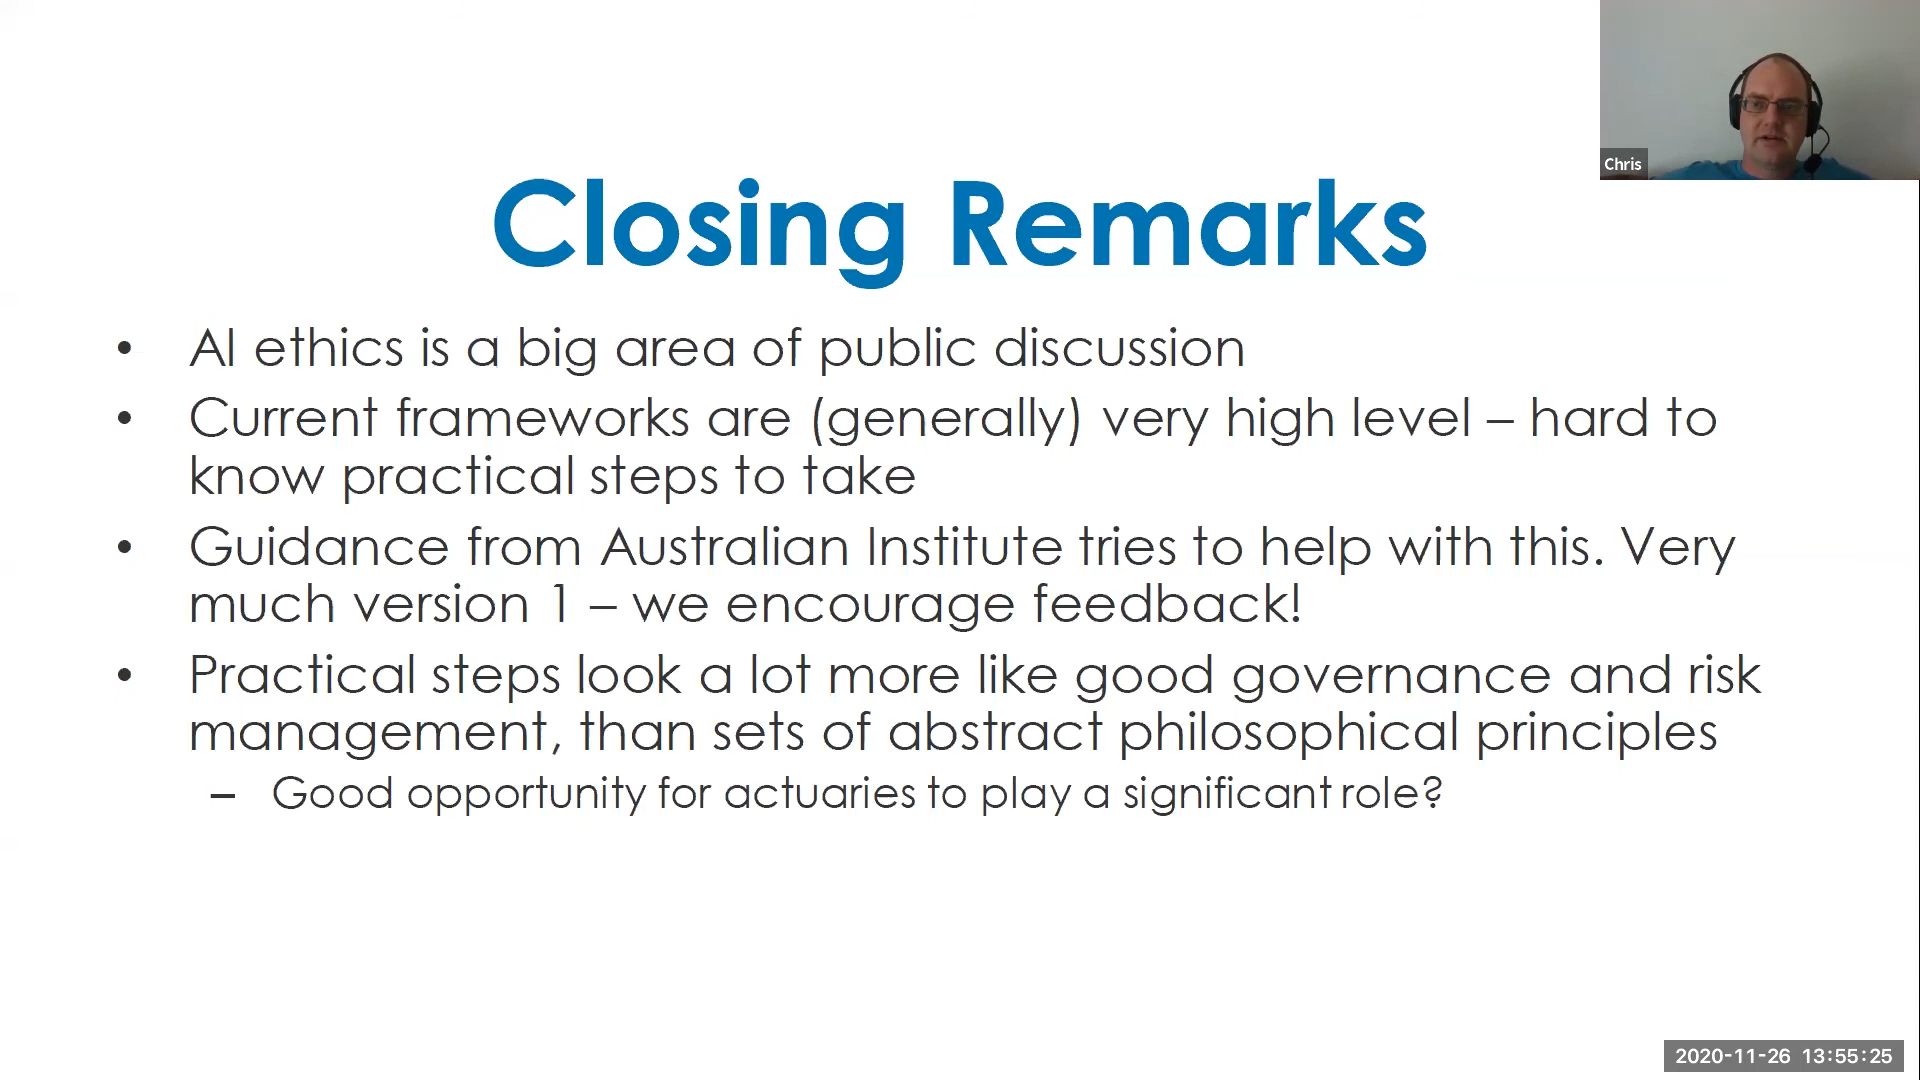 Chris
Closing Remarks
• AI ethics is a big area of public discussion
• Current frameworks are (generally) very high level – hard to
know practical steps to take
• Guidance from Australian Institute tries to help with this. Very
much version 1 – we encourage feedback!
• Practical steps look a lot more like good governance and risk
management, than sets of abstract philosophical principles
– Good opportunity for actuaries to play a significant role?
2020-11-26 13:55:25